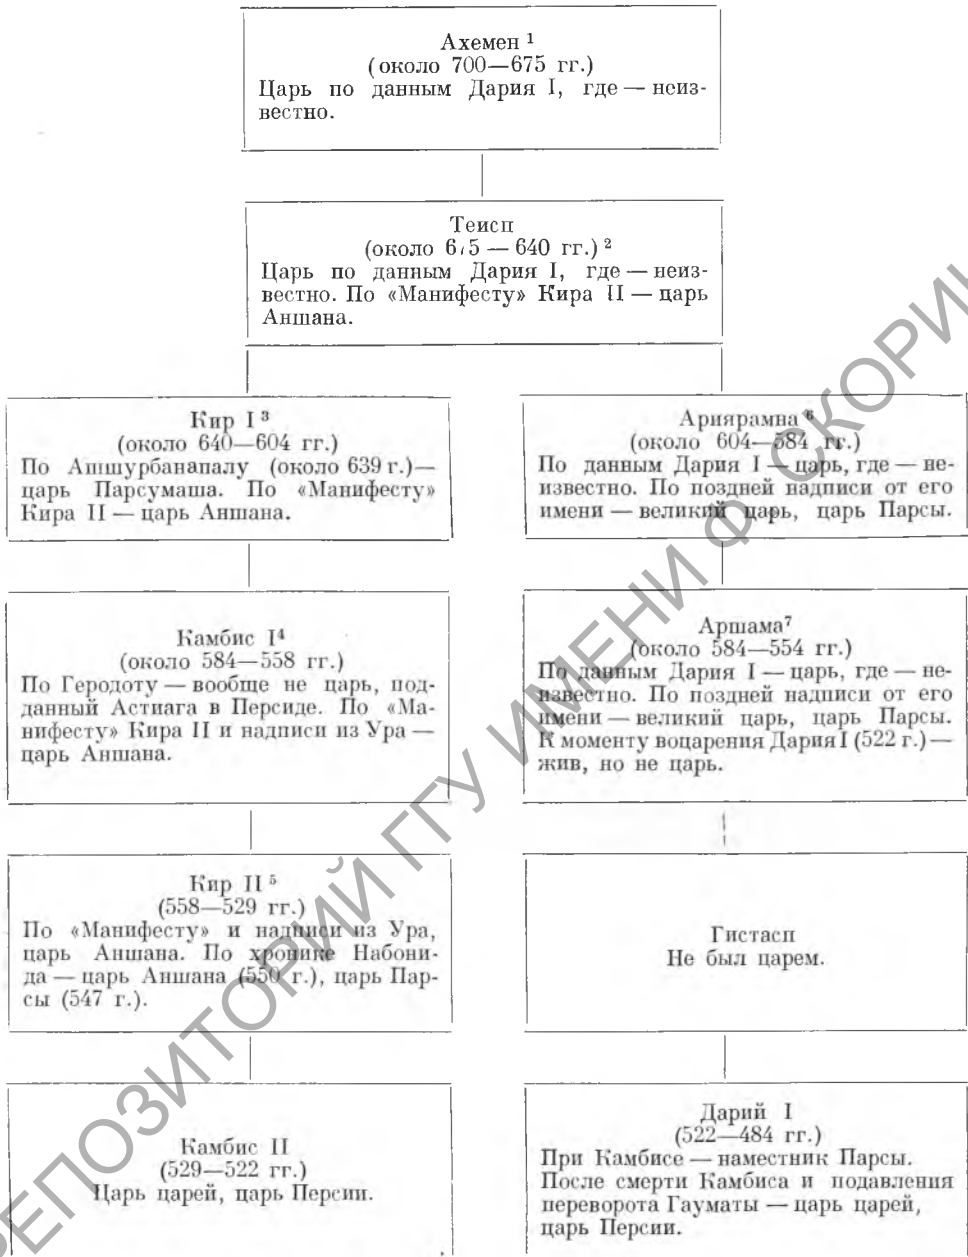 Ахемен ¹
(около 700—675 гг.)
Царь по данным Дария I, где — неиз-
вестно.
Теисп
(около 675 — 640 гг.) ²
Царь по данным Дария I, где — неиз-
вестно. По «Манифесту» Кира II — царь
Аншана.
Кир I ³
(около 640—604 гг.)
По Ашшурбанапалу (около 639 г.)—
царь Парсумаша. По «Манифесту»
Кира II — царь Аншана.
Ариярамна ⁶
(около 604—584 гг.)
По данным Дария I — царь, где — не-
известно. По поздней надписи от его
имени — великий царь, царь Парсы.
Камбис I⁴
(около 584—558 гг.)
По Геродоту — вообще не царь, под-
данный Астиага в Персиде. По «Ма-
нифесту» Кира II и надписи из Ура —
царь Аншана.
Аршама⁷
(около 584—554 гг.)
По данным Дария I — царь, где — не-
известно. По поздней надписи от его
имени — великий царь, царь Парсы.
К моменту воцарения Дария I (522 г.) —
жив, но не царь.
Кир II ⁵
(558—529 гг.)
По «Манифесту» и надписи из Ура,
царь Аншана. По хронике Набони-
да — царь Аншана (550 г.), царь Пар-
сы (547 г.).
Гистасп
Не был царем.
Камбис II
(529—522 гг.)
Царь царей, царь Персии.
Дарий I
(522—484 гг.)
При Камбисе — наместник Парсы.
После смерти Камбиса и подавления
переворота Гауматы — царь царей,
царь Персии.
РЕПОЗИТОРИЙ ГГУ ИМЕНИ Ф. СКОРИ